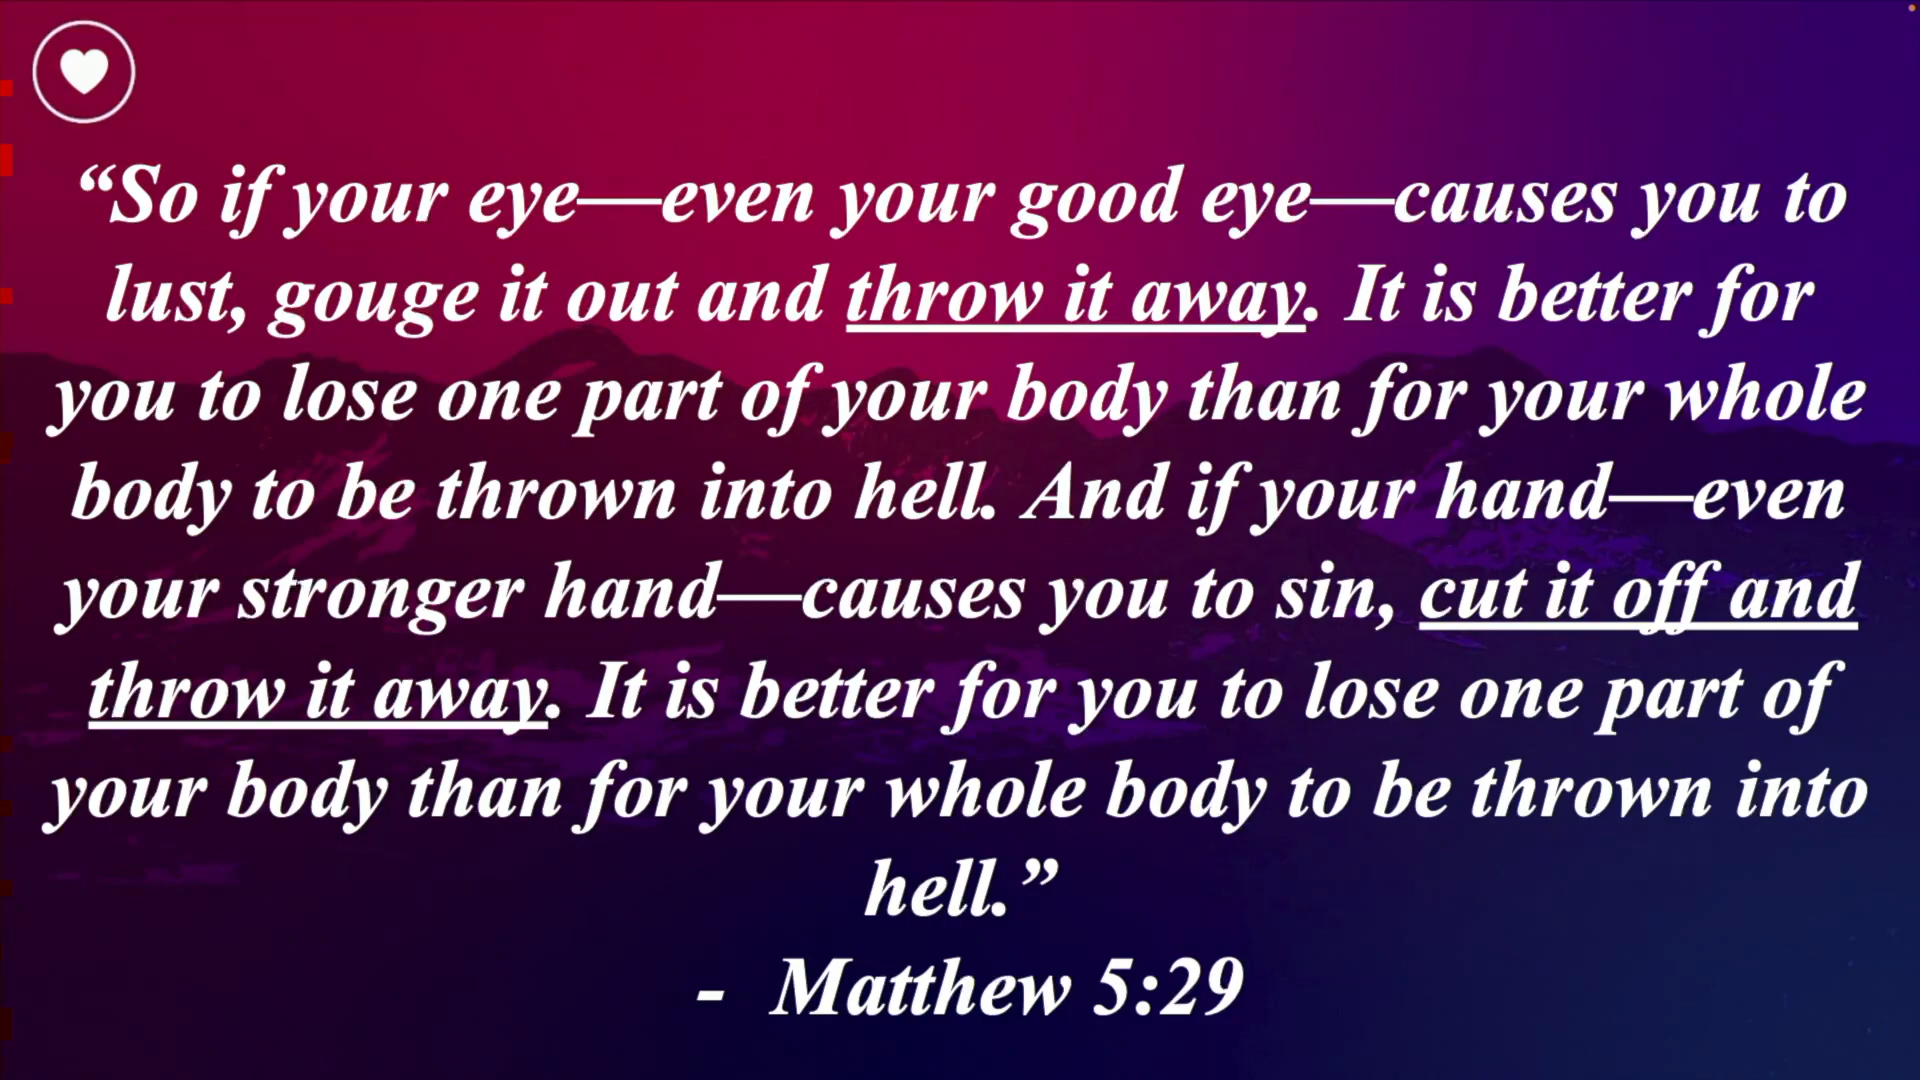 “So if your eye—even your good eye—causes you to
lust, gouge it out and throw it away. It is better for
you to lose one part of your body than for your whole
body to be thrown into hell. And if your hand—even
your stronger hand—causes you to sin, cut it off and
throw it away. It is better for you to lose one part of
your body than for your whole body to be thrown into
hell.”
- Matthew 5:29